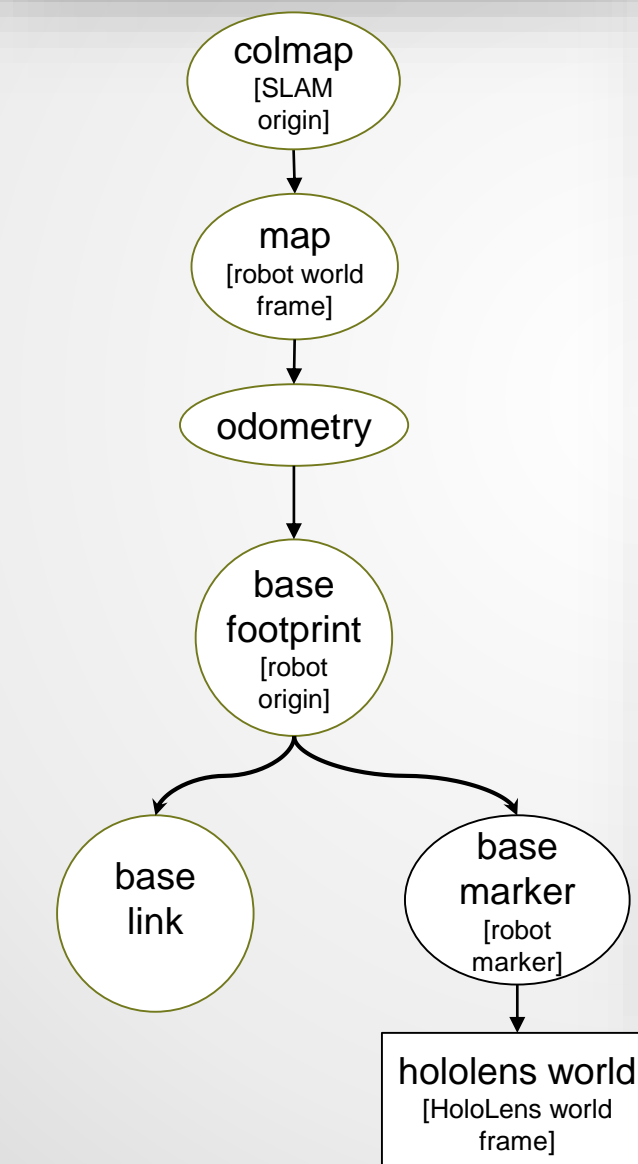 colmap
[SLAM
origin]
map
[robot world
frame]
odometry
base
footprint
[robot
origin]
base
link
base
marker
[robot
marker]
hololens world
[HoloLens world
frame]